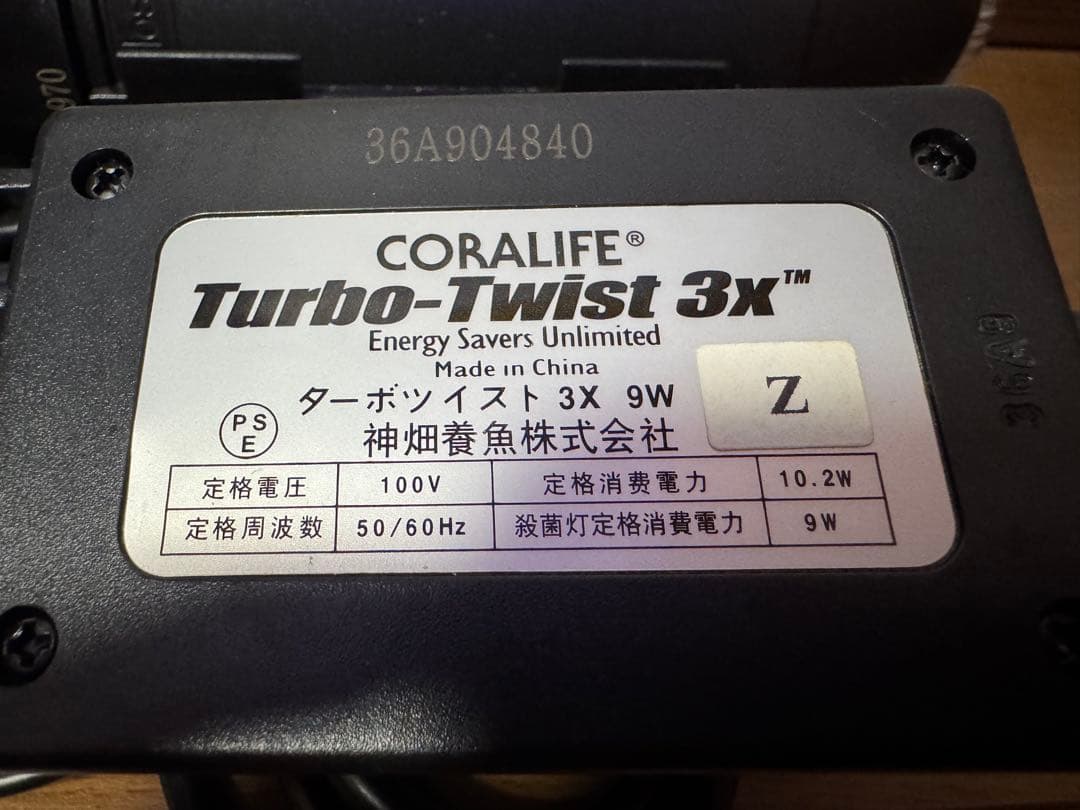 970
36A904840
CORALIFE®
Turbo-Twist 3x™
Energy Savers Unlimited
Made in China
ターボツイスト 3X 9W
Z
PS
E
神畑養魚株式会社
定格電圧 100V 定格消費電力 10.2W
定格周波数 50/60Hz 殺菌灯定格消費電力 9W